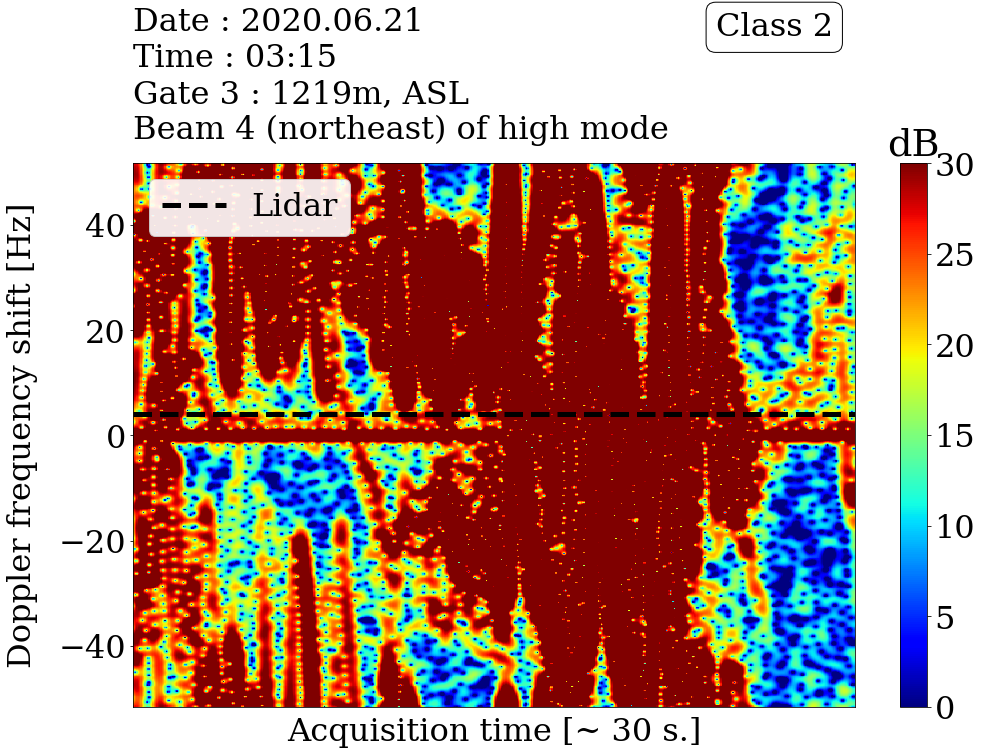 Date : 2020.06.21
Time : 03:15
Gate 3 : 1219m, ASL
Beam 4 (northeast) of high mode
Class 2
dB
Lidar
Doppler frequency shift [Hz]
40
20
0
−20
−40
Acquisition time [~ 30 s.]
30
25
20
15
10
5
0